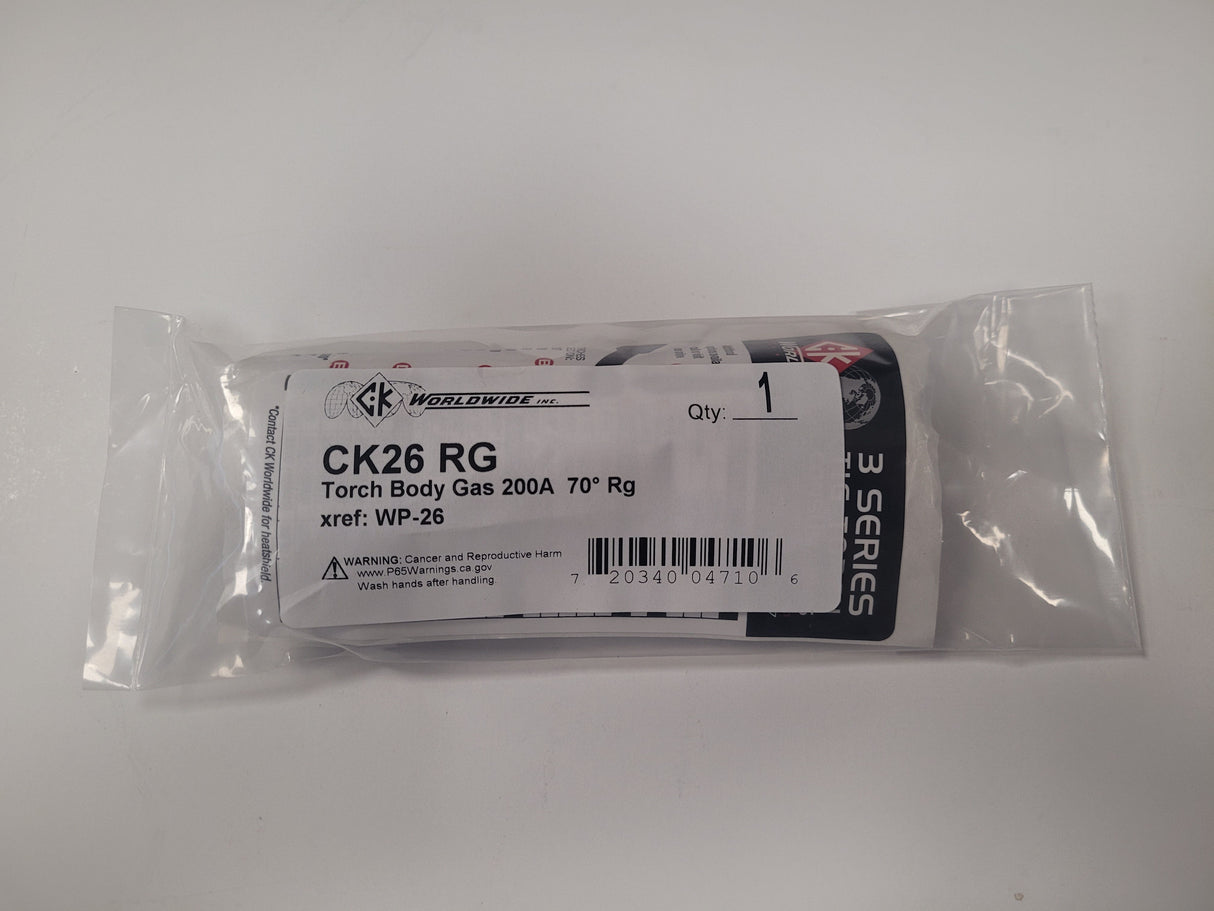 CK WORLDWIDE INC.
Qty: 1
CK26 RG
Torch Body Gas 200A 70° Rg
xref: WP-26
WARNING: Cancer and Reproductive Harm
www.P65Warnings.ca.gov
Wash hands after handling.
7 20340 04710 6
*Contact CK Worldwide for heatshield.
CK
3 SERIES